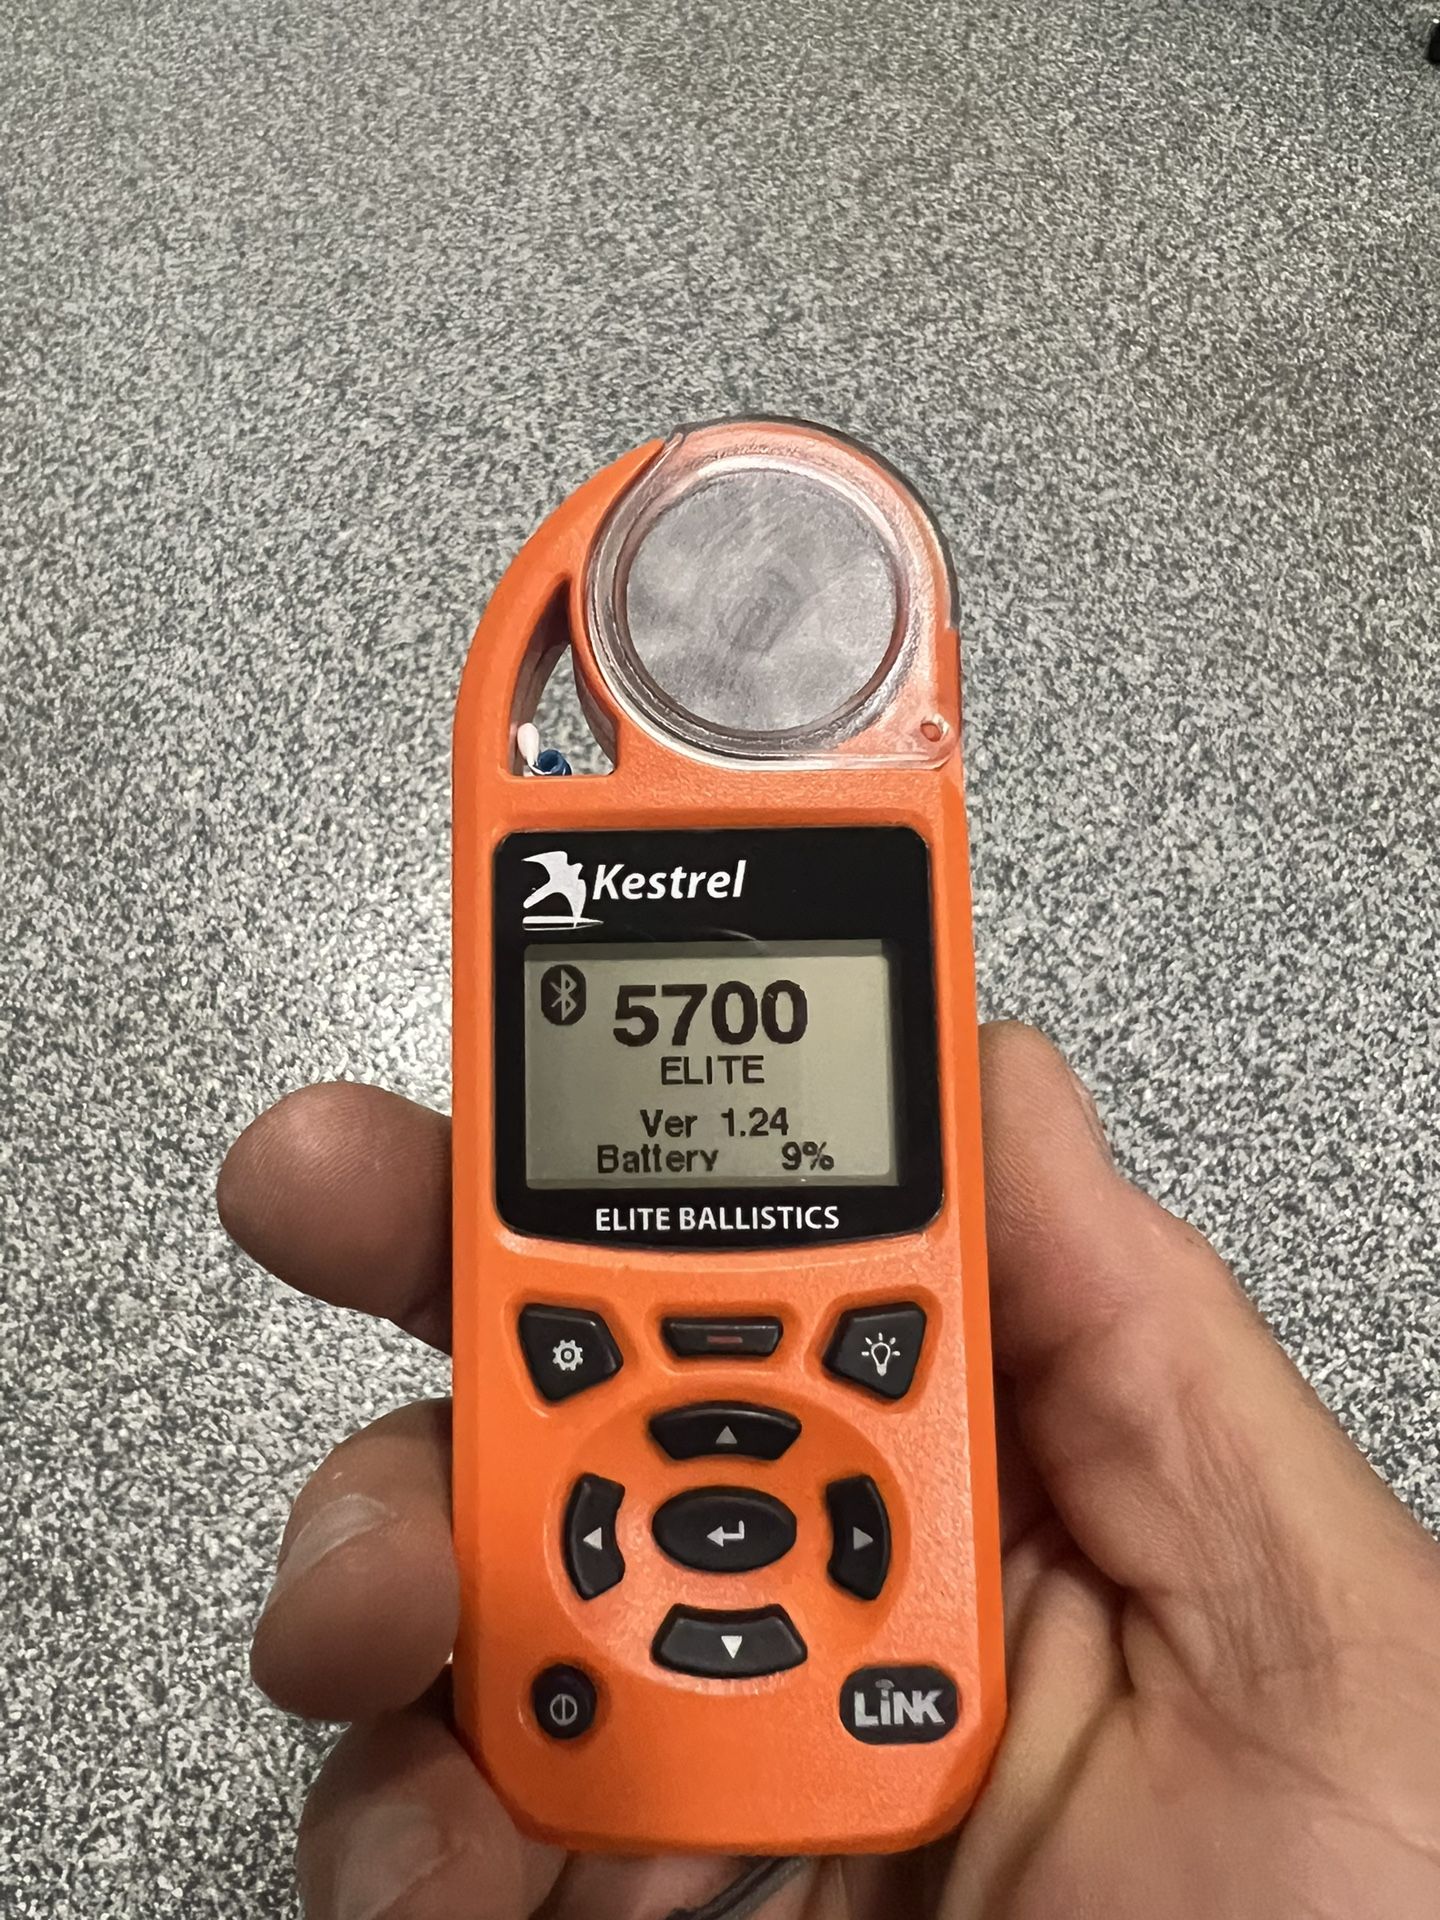 Kestrel
5700
ELITE
Ver 1.24
Battery 9%
ELITE BALLISTICS
LiNK